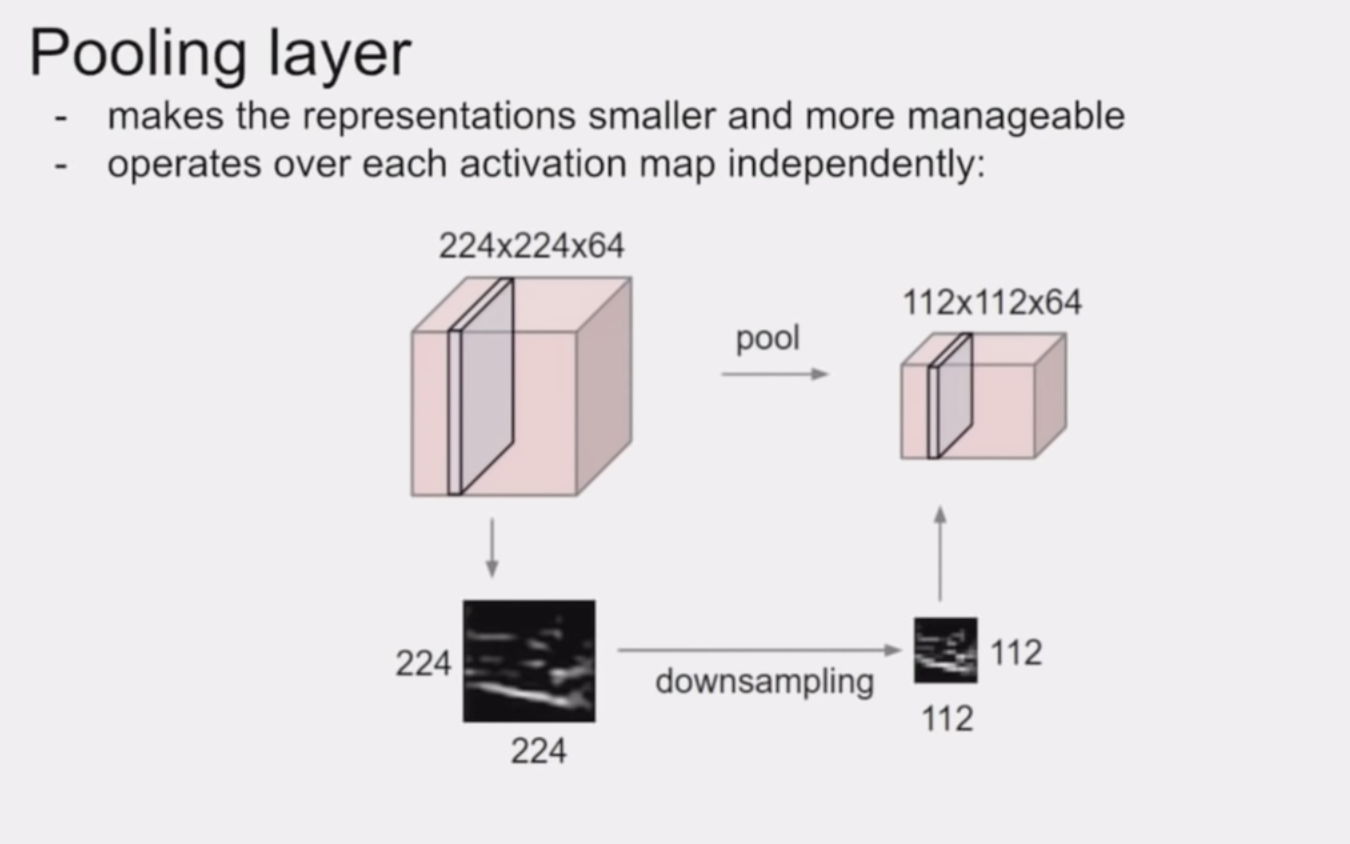 Pooling layer
- makes the representations smaller and more manageable
- operates over each activation map independently:
224x224x64
112x112x64
pool
224
downsampling
112
112
224